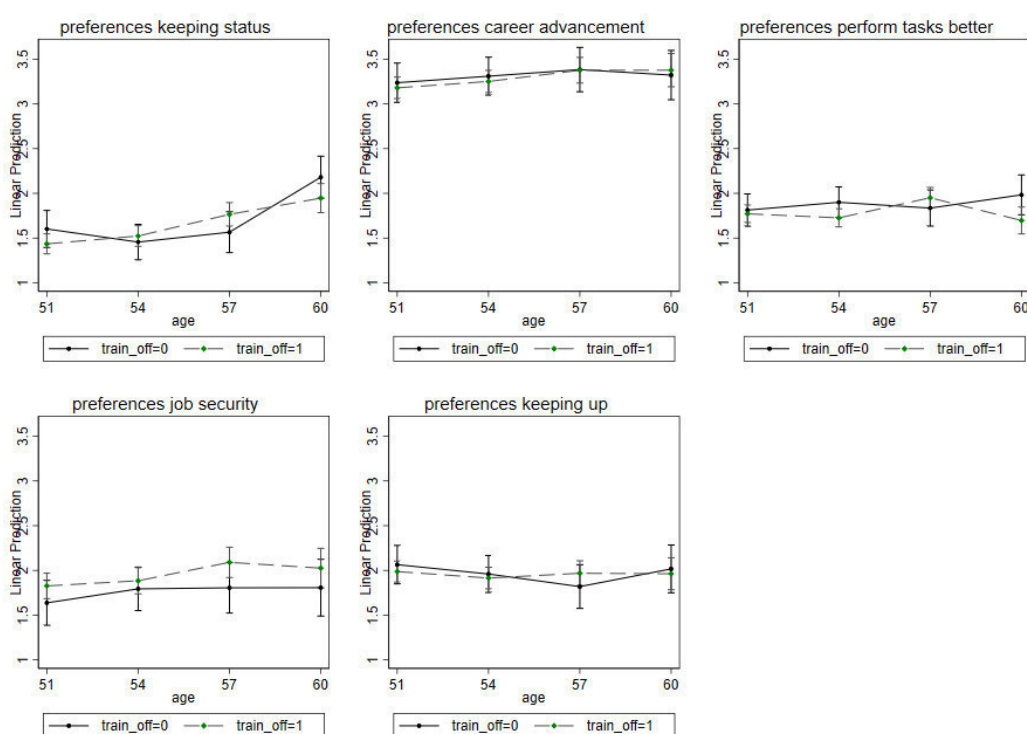 preferences keeping status
Linear Prediction
1 1.5 2 2.5 3 3.5
51 54 57 60
age
train_off=0 train_off=1
preferences career advancement
Linear Prediction
1 1.5 2 2.5 3 3.5
51 54 57 60
age
train_off=0 train_off=1
preferences perform tasks better
Linear Prediction
1 1.5 2 2.5 3 3.5
51 54 57 60
age
train_off=0 train_off=1
preferences job security
Linear Prediction
1 1.5 2 2.5 3 3.5
51 54 57 60
age
train_off=0 train_off=1
preferences keeping up
Linear Prediction
1 1.5 2 2.5 3 3.5
51 54 57 60
age
train_off=0 train_off=1